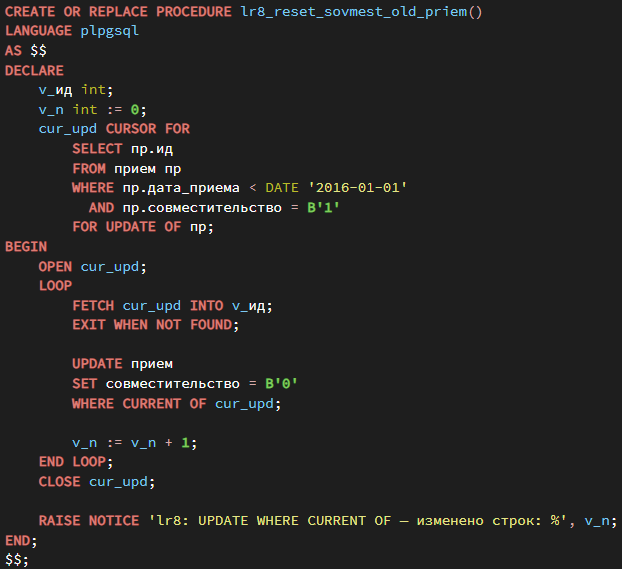 CREATE OR REPLACE PROCEDURE lr8_reset_sovmest_old_priem()
LANGUAGE plpgsql
AS $$
DECLARE
    v_ид int;
    v_n int := 0;
    cur_upd CURSOR FOR
        SELECT пр.ид
        FROM прием пр
        WHERE пр.дата_приема < DATE '2016-01-01'
          AND пр.совместительство = B'1'
        FOR UPDATE OF пр;
BEGIN
    OPEN cur_upd;
    LOOP
        FETCH cur_upd INTO v_ид;
        EXIT WHEN NOT FOUND;

        UPDATE прием
        SET совместительство = B'0'
        WHERE CURRENT OF cur_upd;

        v_n := v_n + 1;
    END LOOP;
    CLOSE cur_upd;

    RAISE NOTICE 'lr8: UPDATE WHERE CURRENT OF — изменено строк: %', v_n;
END;
$$;